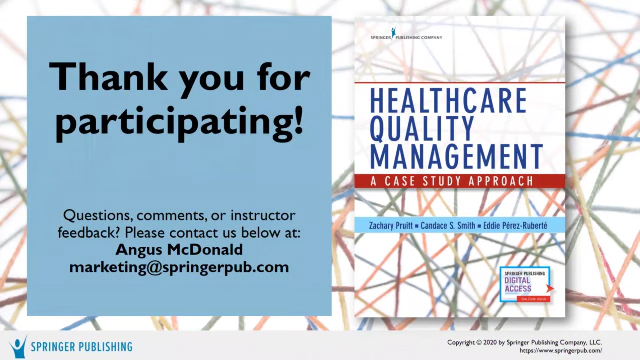 Thank you for
participating!
Questions, comments, or instructor
feedback? Please contact us below at:
Angus McDonald
marketing@springerpub.com
SPRINGER PUBLISHING COMPANY
HEALTHCARE
QUALITY
MANAGEMENT
A CASE STUDY APPROACH
Zachary Pruitt ▪ Candace S. Smith ▪ Eddie Pérez-Ruberté
SPRINGER PUBLISHING
DIGITAL
ACCESS
SPRINGER PUBLISHING
Copyright © 2020 by Springer Publishing Company, LLC.
https://www.springerpub.com/